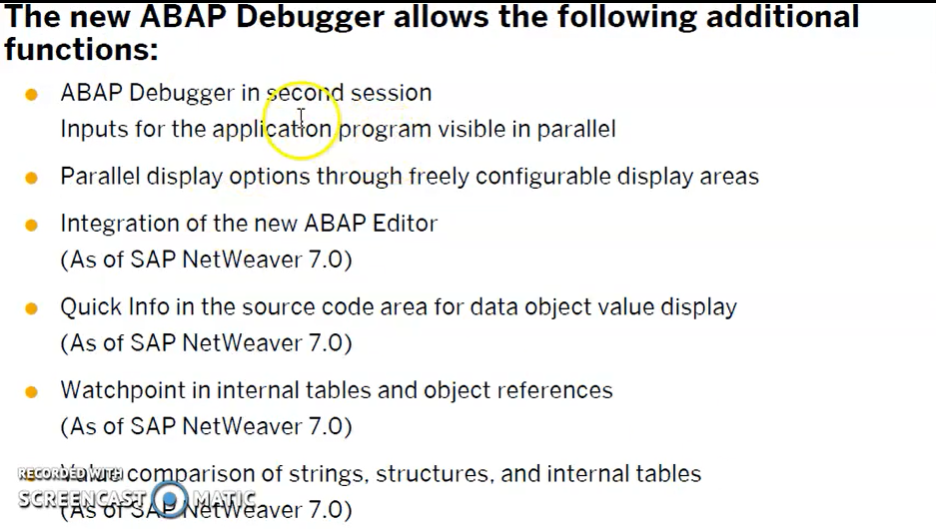 The new ABAP Debugger allows the following additional
functions:
ABAP Debugger in second session
Inputs for the application program visible in parallel
Parallel display options through freely configurable display areas
Integration of the new ABAP Editor
(As of SAP NetWeaver 7.0)
Quick Info in the source code area for data object value display
(As of SAP NetWeaver 7.0)
Watchpoint in internal tables and object references
(As of SAP NetWeaver 7.0)
Value comparison of strings, structures, and internal tables
(As of SAP NetWeaver 7.0)
RECORDED WITH
SCREENCAST MATIC